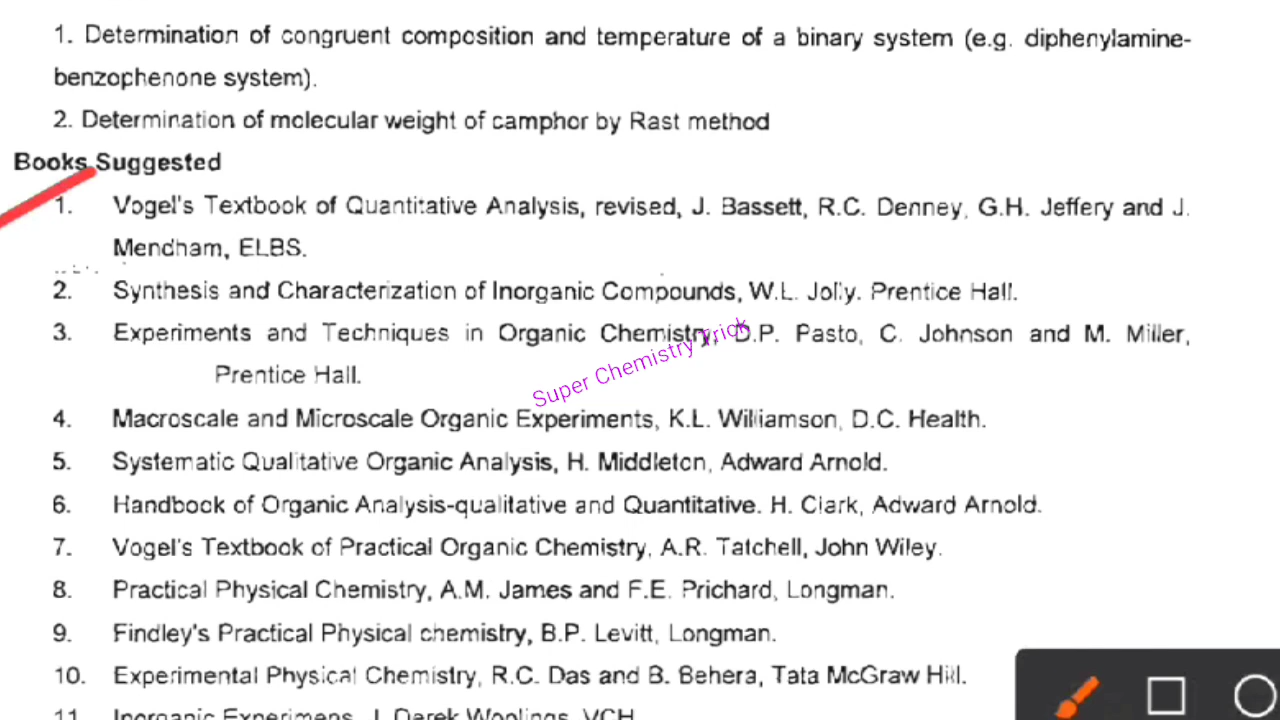 1. Determination of congruent composition and temperature of a binary system (e.g. diphenylamine-
benzophenone system).
2. Determination of molecular weight of camphor by Rast method
Books Suggested
1. Vogel's Textbook of Quantitative Analysis, revised, J. Bassett, R.C. Denney, G.H. Jeffery and J.
Mendham, ELBS.
2. Synthesis and Characterization of Inorganic Compounds, W.L. Jolly. Prentice Hall.
3. Experiments and Techniques in Organic Chemistry, D.P. Pasto, C. Johnson and M. Miller,
Prentice Hall.
Super Chemistry Trick
4. Macroscale and Microscale Organic Experiments, K.L. Williamson, D.C. Health.
5. Systematic Qualitative Organic Analysis, H. Middleton, Adward Arnold.
6. Handbook of Organic Analysis-qualitative and Quantitative. H. Clark, Adward Arnold.
7. Vogel's Textbook of Practical Organic Chemistry, A.R. Tatchell, John Wiley.
8. Practical Physical Chemistry, A.M. James and F.E. Prichard, Longman.
9. Findley's Practical Physical chemistry, B.P. Levitt, Longman.
10. Experimental Physical Chemistry, R.C. Das and B. Behera, Tata McGraw Hill.
11. Inorganic Experimens, J. Derek Woolings, VCH